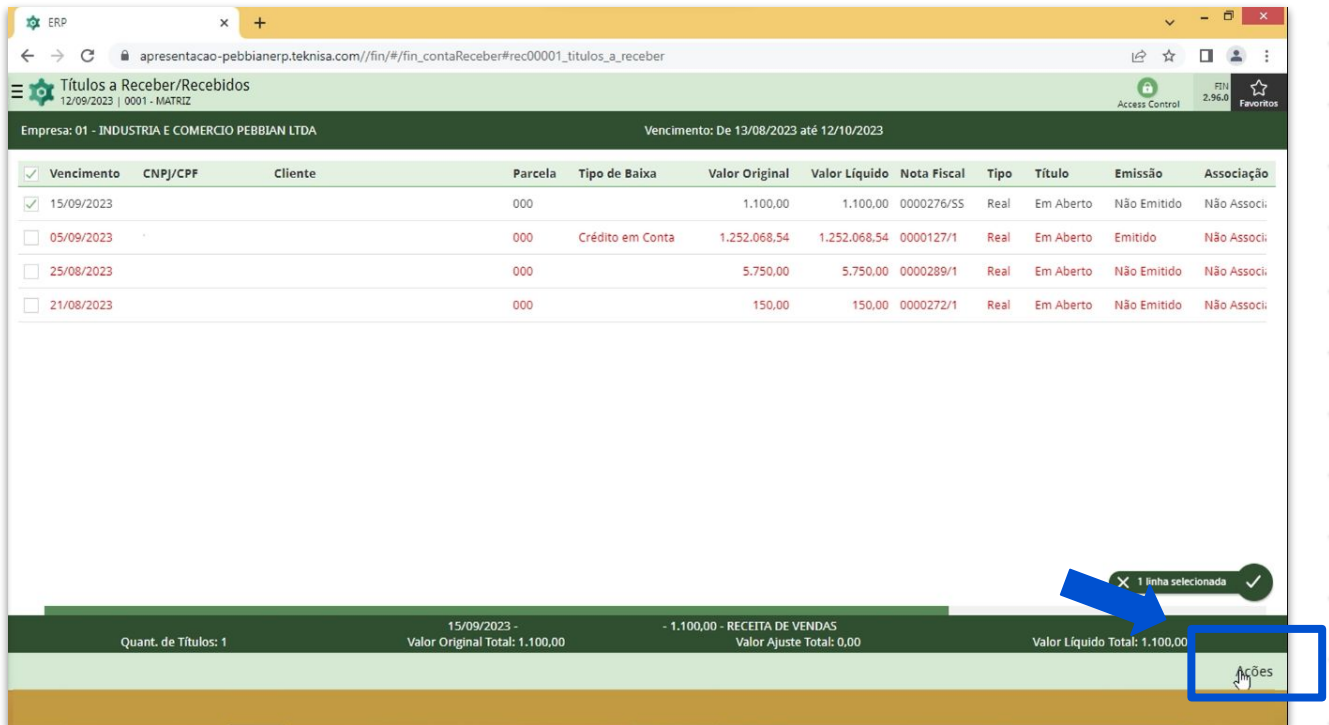 ERP
apresentacao-pebbianerp.teknisa.com//fin/#/fin_contaReceber#rec00001_titulos_a_receber
Títulos a Receber/Recebidos
12/09/2023 | 0001 - MATRIZ
Access Control
FIN
2.96.0
Favoritos
Empresa: 01 - INDUSTRIA E COMERCIO PEBBIAN LTDA Vencimento: De 13/08/2023 até 12/10/2023
Vencimento CNPJ/CPF Cliente Parcela Tipo de Baixa Valor Original Valor Líquido Nota Fiscal Tipo Título Emissão Associação
15/09/2023 000 1.100,00 1.100,00 0000276/SS Real Em Aberto Não Emitido Não Associa
05/09/2023 000 Crédito em Conta 1.252.068,54 1.252.068,54 0000127/1 Real Em Aberto Emitido Não Associa
25/08/2023 000 5.750,00 5.750,00 0000289/1 Real Em Aberto Não Emitido Não Associa
21/08/2023 000 150,00 150,00 0000272/1 Real Em Aberto Não Emitido Não Associa
1 linha selecionada
15/09/2023 - - 1.100,00 - RECEITA DE VENDAS
Quant. de Títulos: 1 Valor Original Total: 1.100,00 Valor Ajuste Total: 0,00 Valor Líquido Total: 1.100,00
Ações